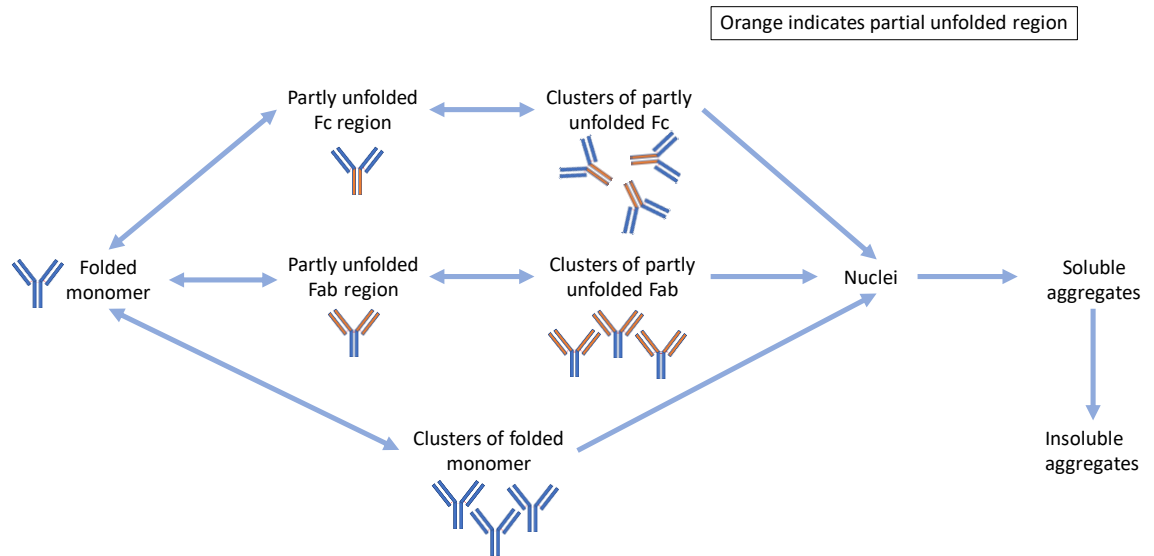 Orange indicates partial unfolded region
Partly unfolded
Fc region
Clusters of partly
unfolded Fc
Folded
monomer
Partly unfolded
Fab region
Clusters of partly
unfolded Fab
Nuclei
Soluble
aggregates
Clusters of folded
monomer
Insoluble
aggregates